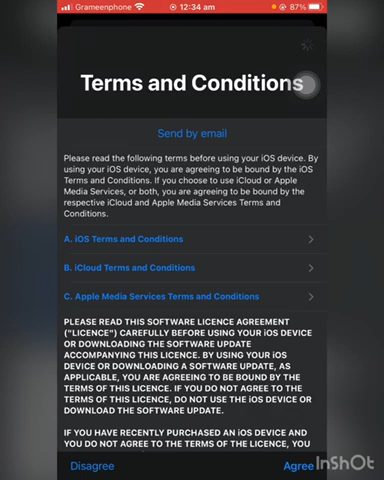 Grameenphone 12:34 am 87%
Terms and Conditions
Send by email
Please read the following terms before using your iOS device. By
using your iOS device, you are agreeing to be bound by the iOS
Terms and Conditions. If you choose to use iCloud or Apple
Media Services, or both, you are agreeing to be bound by the
respective iCloud and Apple Media Services Terms and
Conditions.
A. iOS Terms and Conditions
B. iCloud Terms and Conditions
C. Apple Media Services Terms and Conditions
PLEASE READ THIS SOFTWARE LICENCE AGREEMENT
("LICENCE") CAREFULLY BEFORE USING YOUR iOS DEVICE
OR DOWNLOADING THE SOFTWARE UPDATE
ACCOMPANYING THIS LICENCE. BY USING YOUR iOS
DEVICE OR DOWNLOADING A SOFTWARE UPDATE, AS
APPLICABLE, YOU ARE AGREEING TO BE BOUND BY THE
TERMS OF THIS LICENCE. IF YOU DO NOT AGREE TO THE
TERMS OF THIS LICENCE, DO NOT USE THE iOS DEVICE OR
DOWNLOAD THE SOFTWARE UPDATE.
IF YOU HAVE RECENTLY PURCHASED AN iOS DEVICE AND
YOU DO NOT AGREE TO THE TERMS OF THE LICENCE, YOU
Disagree Agree
InShOt